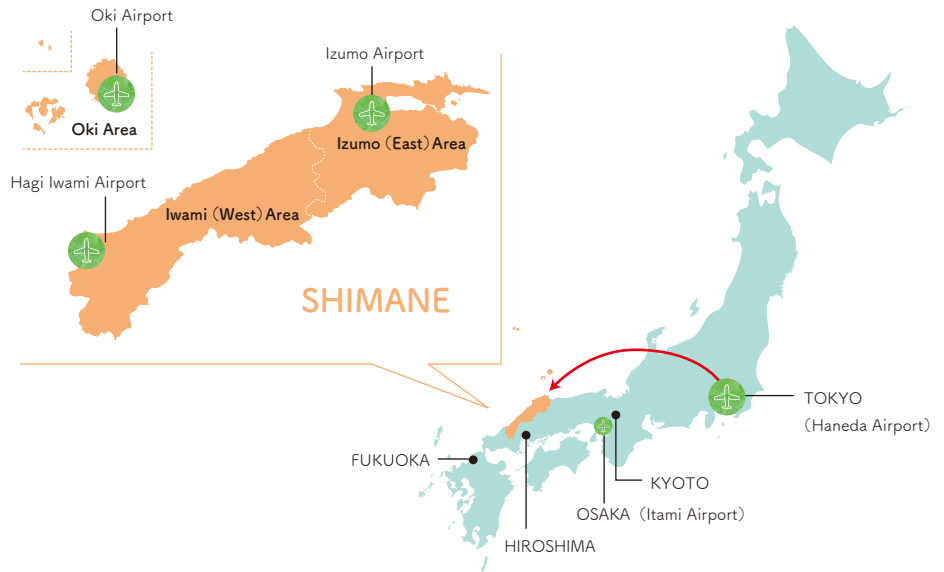 Oki Airport
Izumo Airport
Oki Area
Izumo (East) Area
Hagi Iwami Airport
Iwami (West) Area
SHIMANE
TOKYO
(Haneda Airport)
FUKUOKA
KYOTO
OSAKA (Itami Airport)
HIROSHIMA